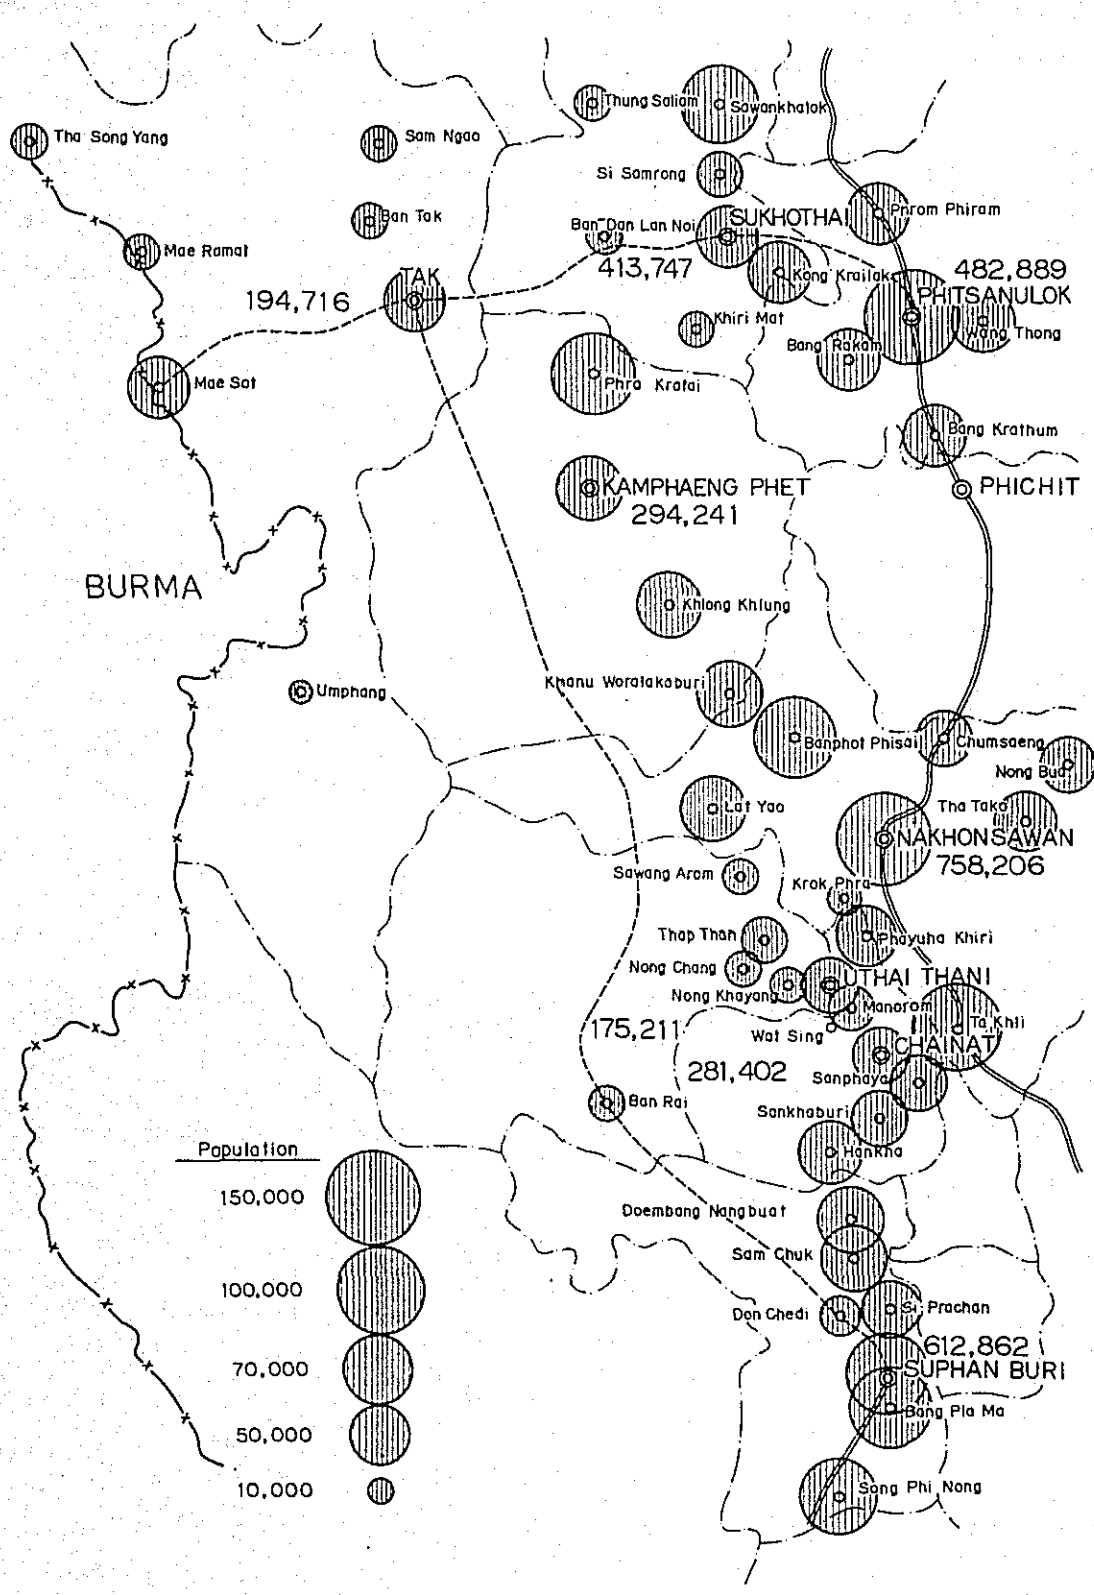 Thung Saliam
Sawankhalok
Tha Song Yang
Sam Ngao
Si Samrong
Ban Tak
Ban Dan Lan Noi
SUKHOTHAI
Phrom Phiram
Mae Ramat
413,747
Kong Krailak
482,889
TAK
194,716
PHITSANULOK
Khiri Mat
Wang Thong
Bang Rakam
Mae Sot
Phra Kratai
Bang Krathum
KAMPHAENG PHET
PHICHIT
294,241
BURMA
Khlong Khlung
Khanu Woralakaburi
Umphang
Banphot Phisai
Chumsaeng
Nong Bua
Lat Yao
Tha Tako
NAKHONSAWAN
758,206
Sawang Arom
Krok Phra
Thap Than
Phayuha Khiri
Nong Chang
UTHAI THANI
Nong Khayang
Manorom
175,211
Wat Sing
Ta Khli
CHAINAT
281,402
Sanphaya
Ban Rai
Sankhaburi
Hankha
Population
150,000
100,000
70,000
50,000
10,000
Doembang Nangbuat
Sam Chuk
Don Chedi
Si Prachan
612,862
SUPHAN BURI
Bang Pla Ma
Song Phi Nong